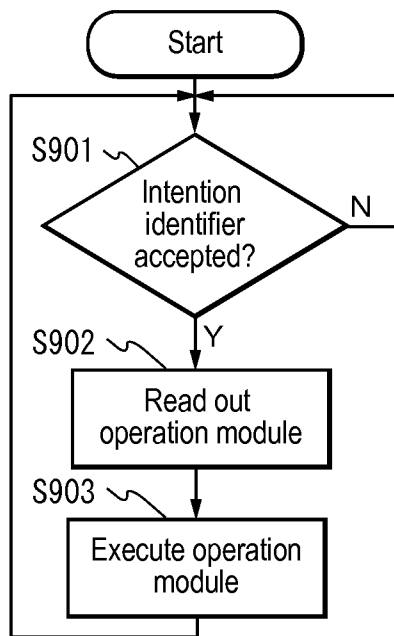 Start
S901
Intention
identifier
accepted?
N
Y
S902
Read out
operation module
S903
Execute operation
module